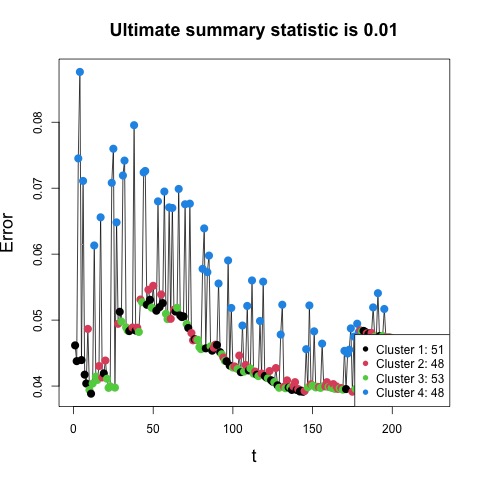 Ultimate summary statistic is 0.01
Error
0.08
0.07
0.06
0.05
0.04
Cluster 1: 51
Cluster 2: 48
Cluster 3: 53
Cluster 4: 48
0 50 100 150 200
t